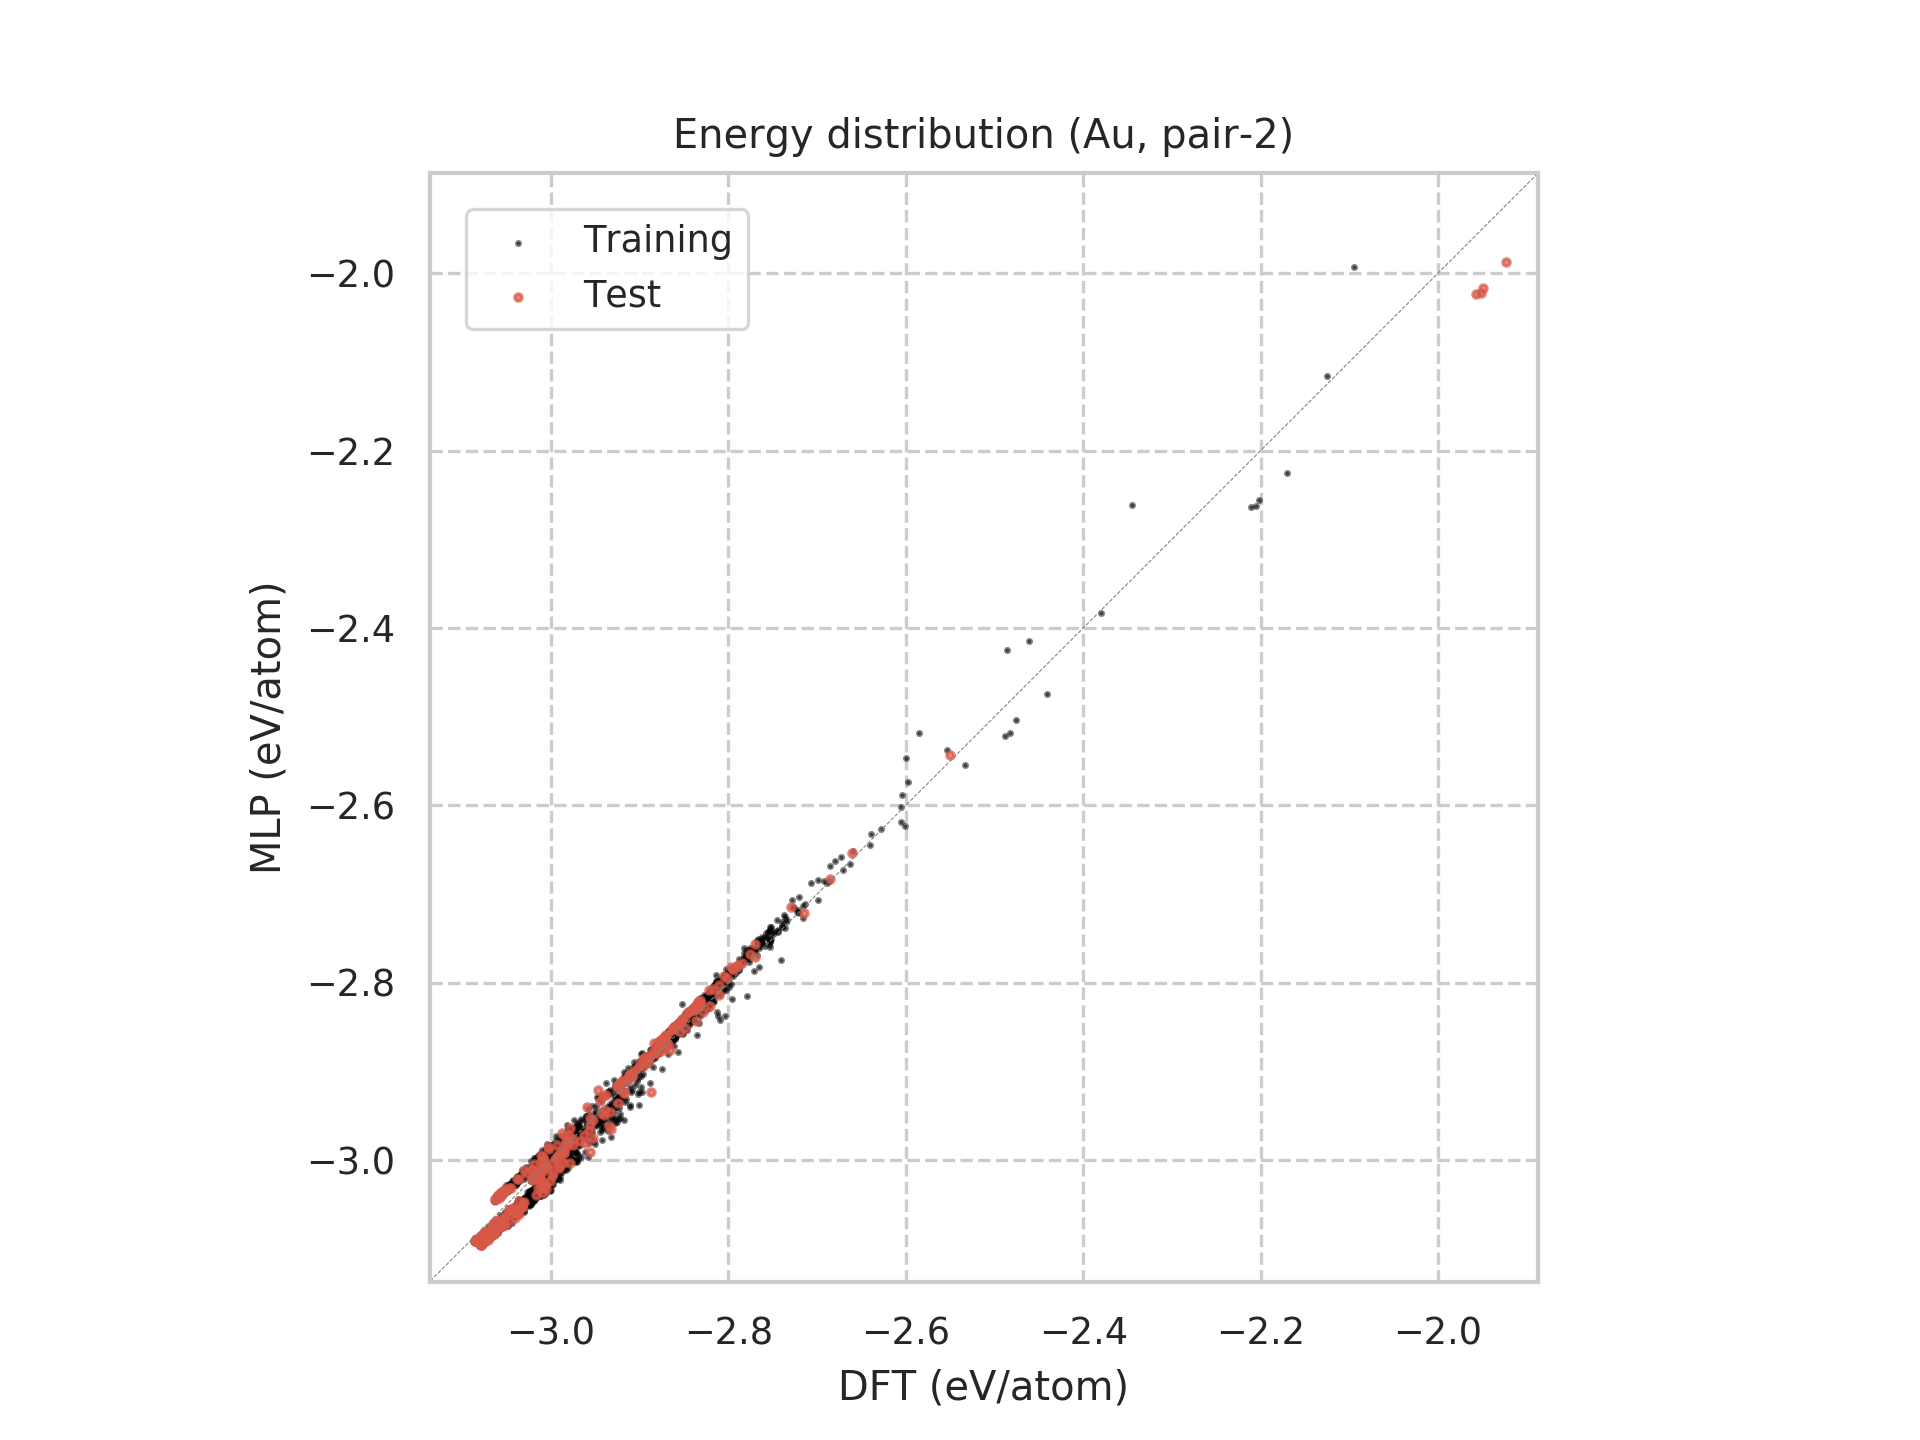 Energy distribution (Au, pair-2)
Training
Test
−2.0
−2.2
−2.4
−2.6
−2.8
−3.0
MLP (eV/atom)
−3.0 −2.8 −2.6 −2.4 −2.2 −2.0
DFT (eV/atom)